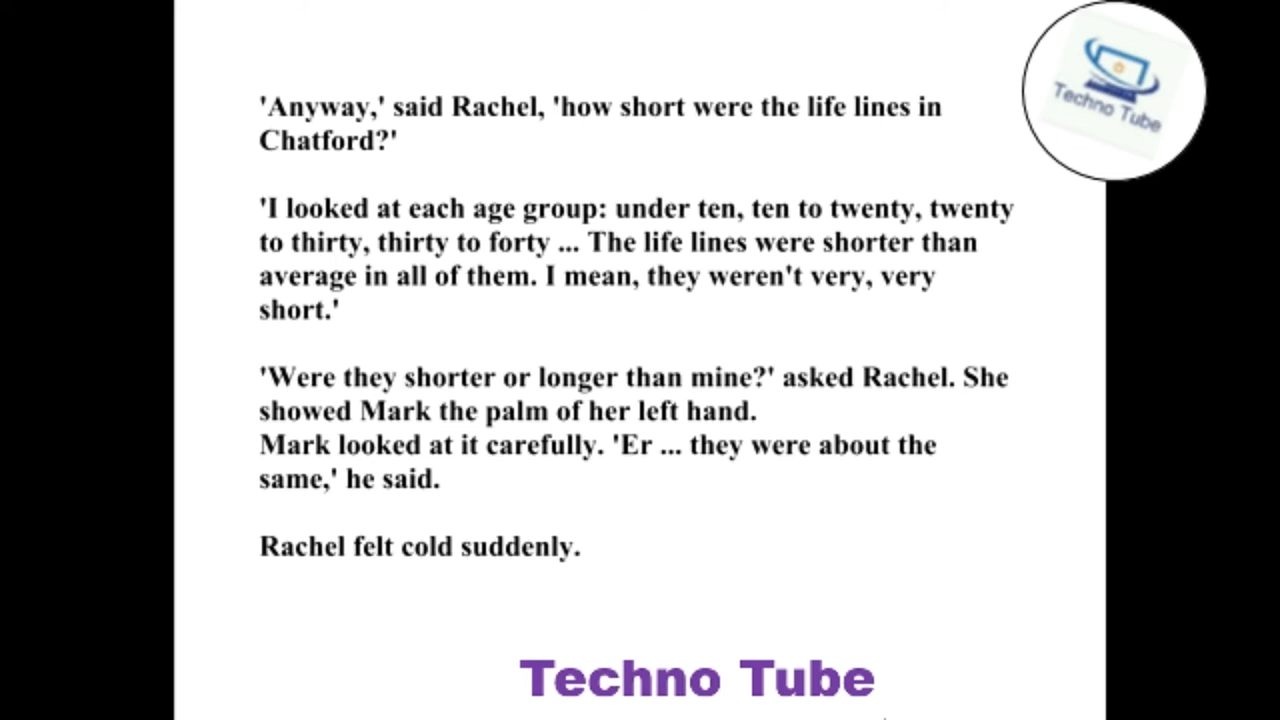 Techno Tube
'Anyway,' said Rachel, 'how short were the life lines in
Chatford?'
'I looked at each age group: under ten, ten to twenty, twenty
to thirty, thirty to forty ... The life lines were shorter than
average in all of them. I mean, they weren't very, very
short.'
'Were they shorter or longer than mine?' asked Rachel. She
showed Mark the palm of her left hand.
Mark looked at it carefully. 'Er ... they were about the
same,' he said.
Rachel felt cold suddenly.
Techno Tube